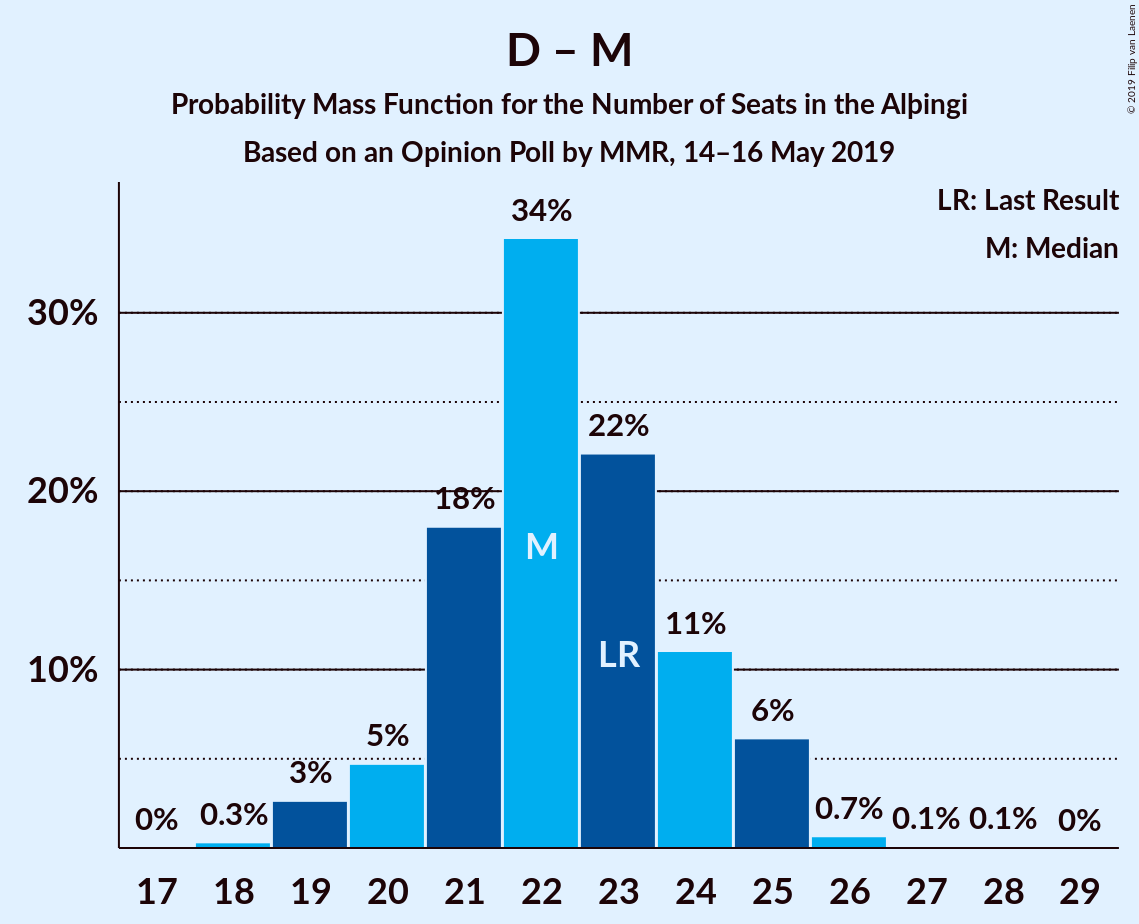 D – M
Probability Mass Function for the Number of Seats in the Alþingi
Based on an Opinion Poll by MMR, 14–16 May 2019
© 2019 Filip van Laenen
LR: Last Result
M: Median
34%
30%
22%
20%
18%
M
11%
LR
10%
6%
5%
3%
0%
0.3%
0.7%
0.1%
0.1%
0%
17 18 19 20 21 22 23 24 25 26 27 28 29